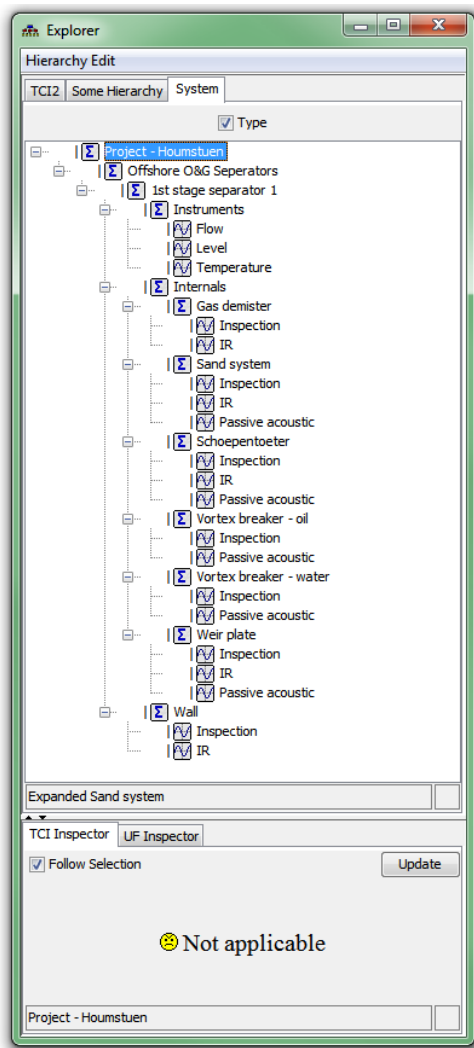 Explorer
Hierarchy Edit
TCI2 Some Hierarchy System
Type
Project - Houmstuen
Offshore O&G Seperators
1st stage separator 1
Instruments
Flow
Level
Temperature
Internals
Gas demister
Inspection
IR
Sand system
Inspection
IR
Passive acoustic
Schoepentoeter
Inspection
IR
Passive acoustic
Vortex breaker - oil
Inspection
Passive acoustic
Vortex breaker - water
Inspection
Passive acoustic
Weir plate
Inspection
IR
Passive acoustic
Wall
Inspection
IR
Expanded Sand system
TCI Inspector UF Inspector
Follow Selection Update
Not applicable
Project - Houmstuen